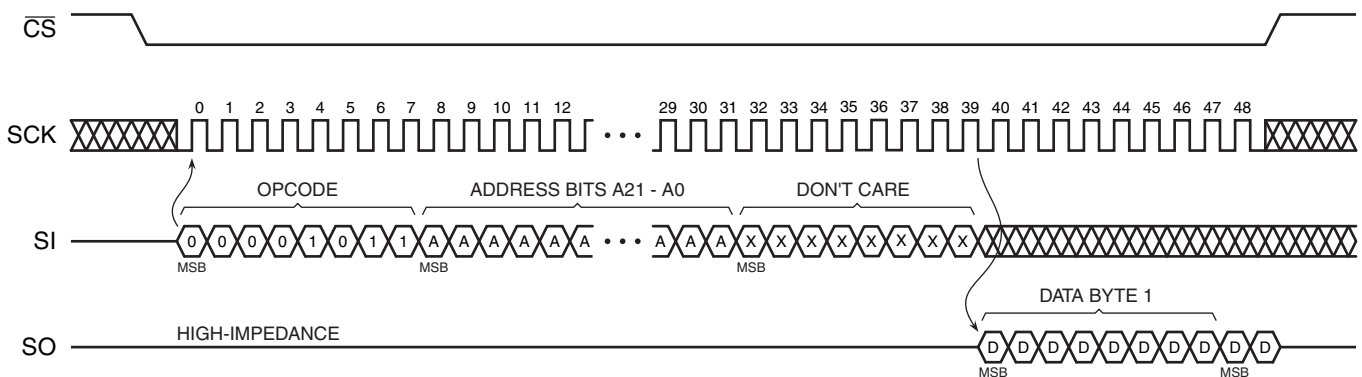 CS
0 1 2 3 4 5 6 7 8 9 10 11 12 29 30 31 32 33 34 35 36 37 38 39 40 41 42 43 44 45 46 47 48
SCK • • •
OPCODE ADDRESS BITS A21 - A0 DON'T CARE
SI 0 0 0 0 1 0 1 1 A A A A A A • • • A A A X X X X X X X X
MSB MSB MSB
DATA BYTE 1
HIGH-IMPEDANCE
SO D D D D D D D D D D
MSB MSB